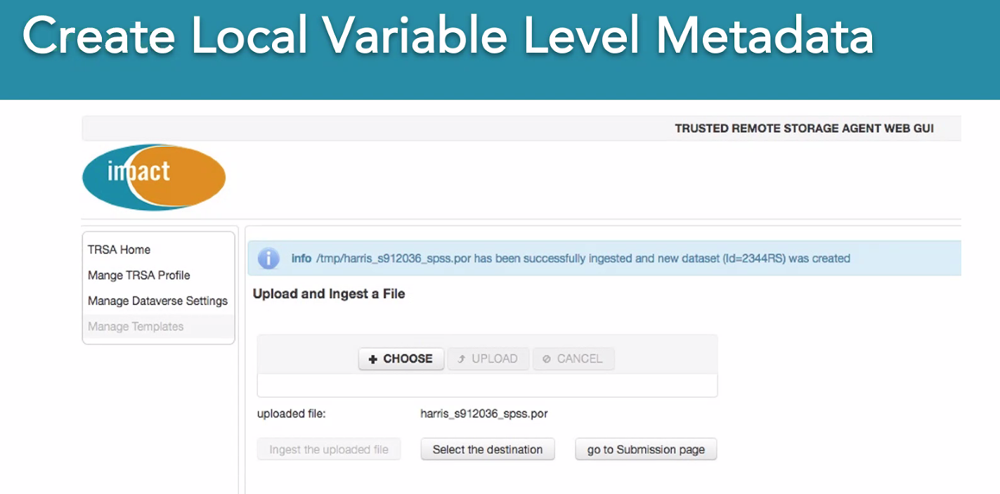 Create Local Variable Level Metadata
TRUSTED REMOTE STORAGE AGENT WEB GUI
impact
TRSA Home
Mange TRSA Profile
Manage Dataverse Settings
Manage Templates
info /tmp/harris_s912036_spss.por has been successfully ingested and new dataset (Id=2344RS) was created
Upload and Ingest a File
CHOOSE UPLOAD CANCEL
uploaded file: harris_s912036_spss.por
Ingest the uploaded file Select the destination go to Submission page